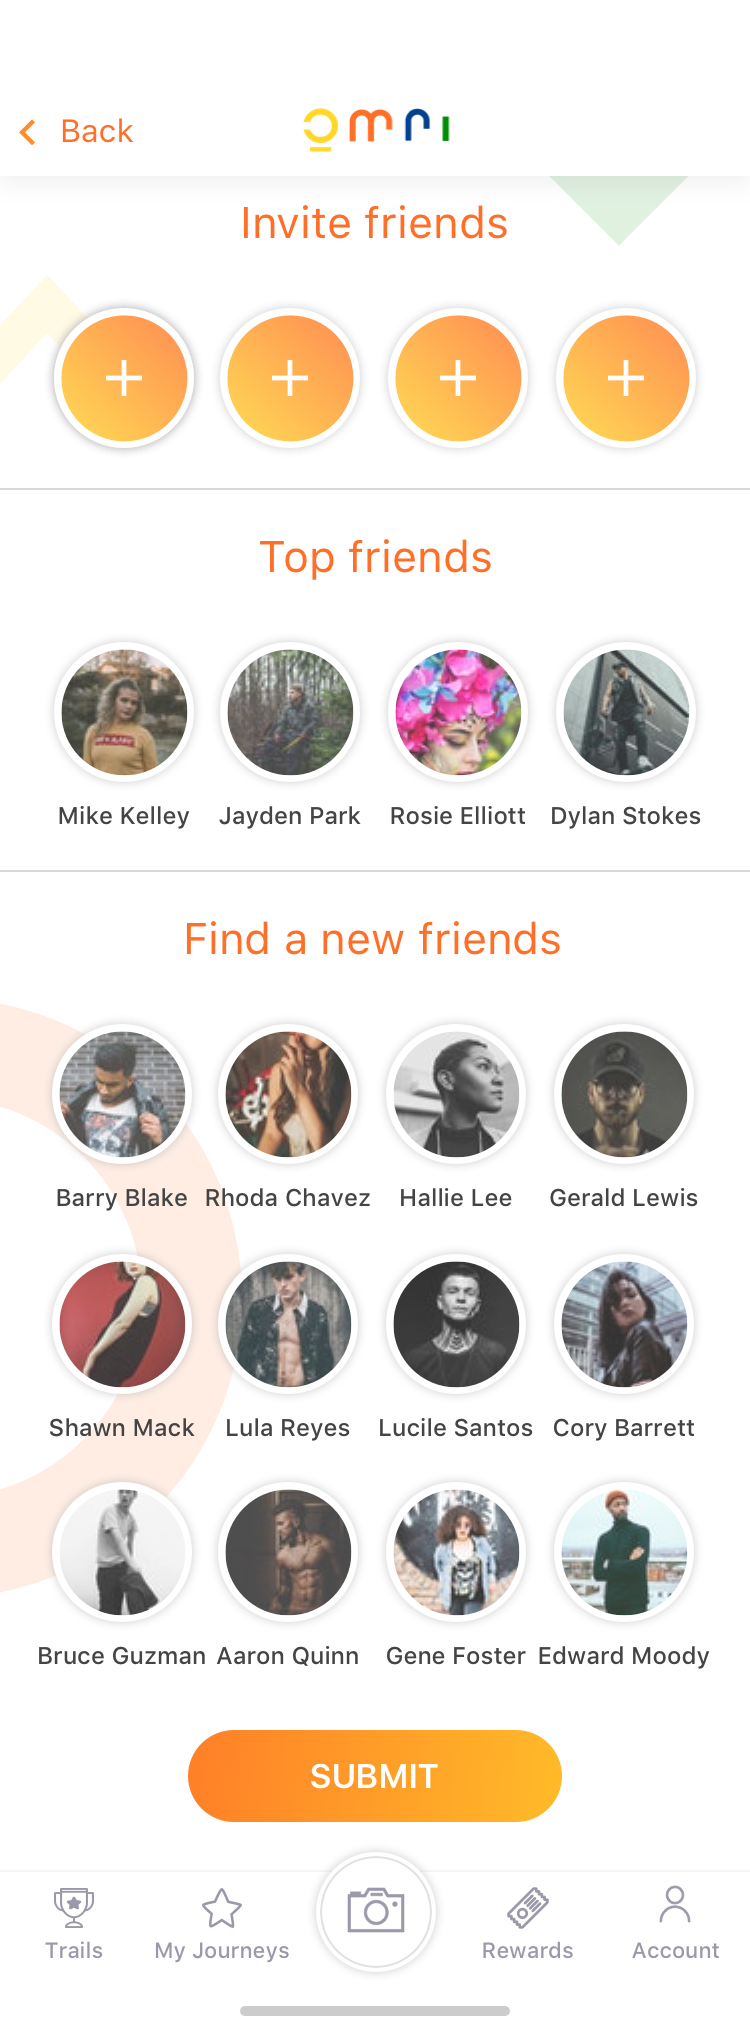 Back
omri
Invite friends
Top friends
Mike Kelley Jayden Park Rosie Elliott Dylan Stokes
Find a new friends
Barry Blake Rhoda Chavez Hallie Lee Gerald Lewis
Shawn Mack Lula Reyes Lucile Santos Cory Barrett
Bruce Guzman Aaron Quinn Gene Foster Edward Moody
SUBMIT
Trails My Journeys Rewards Account